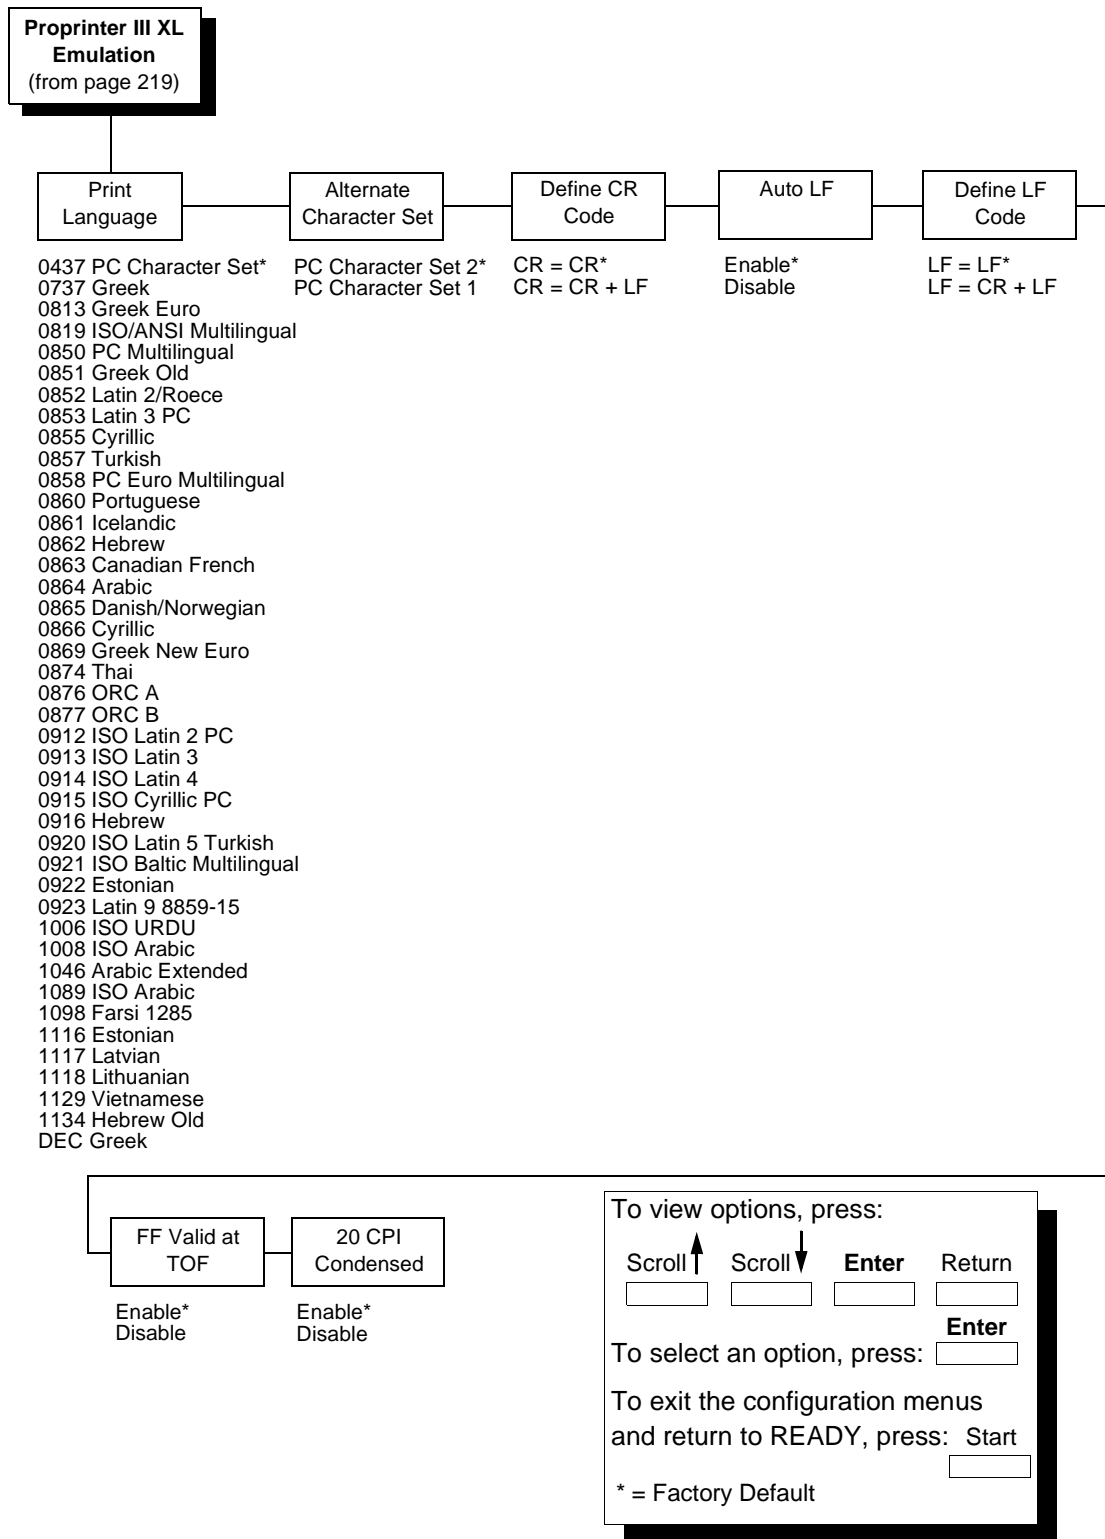 Proprinter III XL
Emulation
(from page 219)
Print
Language
Alternate
Character Set
Define CR
Code
Auto LF
Define LF
Code
0437 PC Character Set*
0737 Greek
0813 Greek Euro
0819 ISO/ANSI Multilingual
0850 PC Multilingual
0851 Greek Old
0852 Latin 2/Roece
0853 Latin 3 PC
0855 Cyrillic
0857 Turkish
0858 PC Euro Multilingual
0860 Portuguese
0861 Icelandic
0862 Hebrew
0863 Canadian French
0864 Arabic
0865 Danish/Norwegian
0866 Cyrillic
0869 Greek New Euro
0874 Thai
0876 ORC A
0877 ORC B
0912 ISO Latin 2 PC
0913 ISO Latin 3
0914 ISO Latin 4
0915 ISO Cyrillic PC
0916 Hebrew
0920 ISO Latin 5 Turkish
0921 ISO Baltic Multilingual
0922 Estonian
0923 Latin 9 8859-15
1006 ISO URDU
1008 ISO Arabic
1046 Arabic Extended
1089 ISO Arabic
1098 Farsi 1285
1116 Estonian
1117 Latvian
1118 Lithuanian
1129 Vietnamese
1134 Hebrew Old
DEC Greek
PC Character Set 2*
PC Character Set 1
CR = CR*
CR = CR + LF
Enable*
Disable
LF = LF*
LF = CR + LF
FF Valid at
TOF
Enable*
Disable
20 CPI
Condensed
Enable*
Disable
To view options, press:
Scroll Scroll Enter Return
Enter
To select an option, press:
To exit the configuration menus
and return to READY, press: Start
* = Factory Default